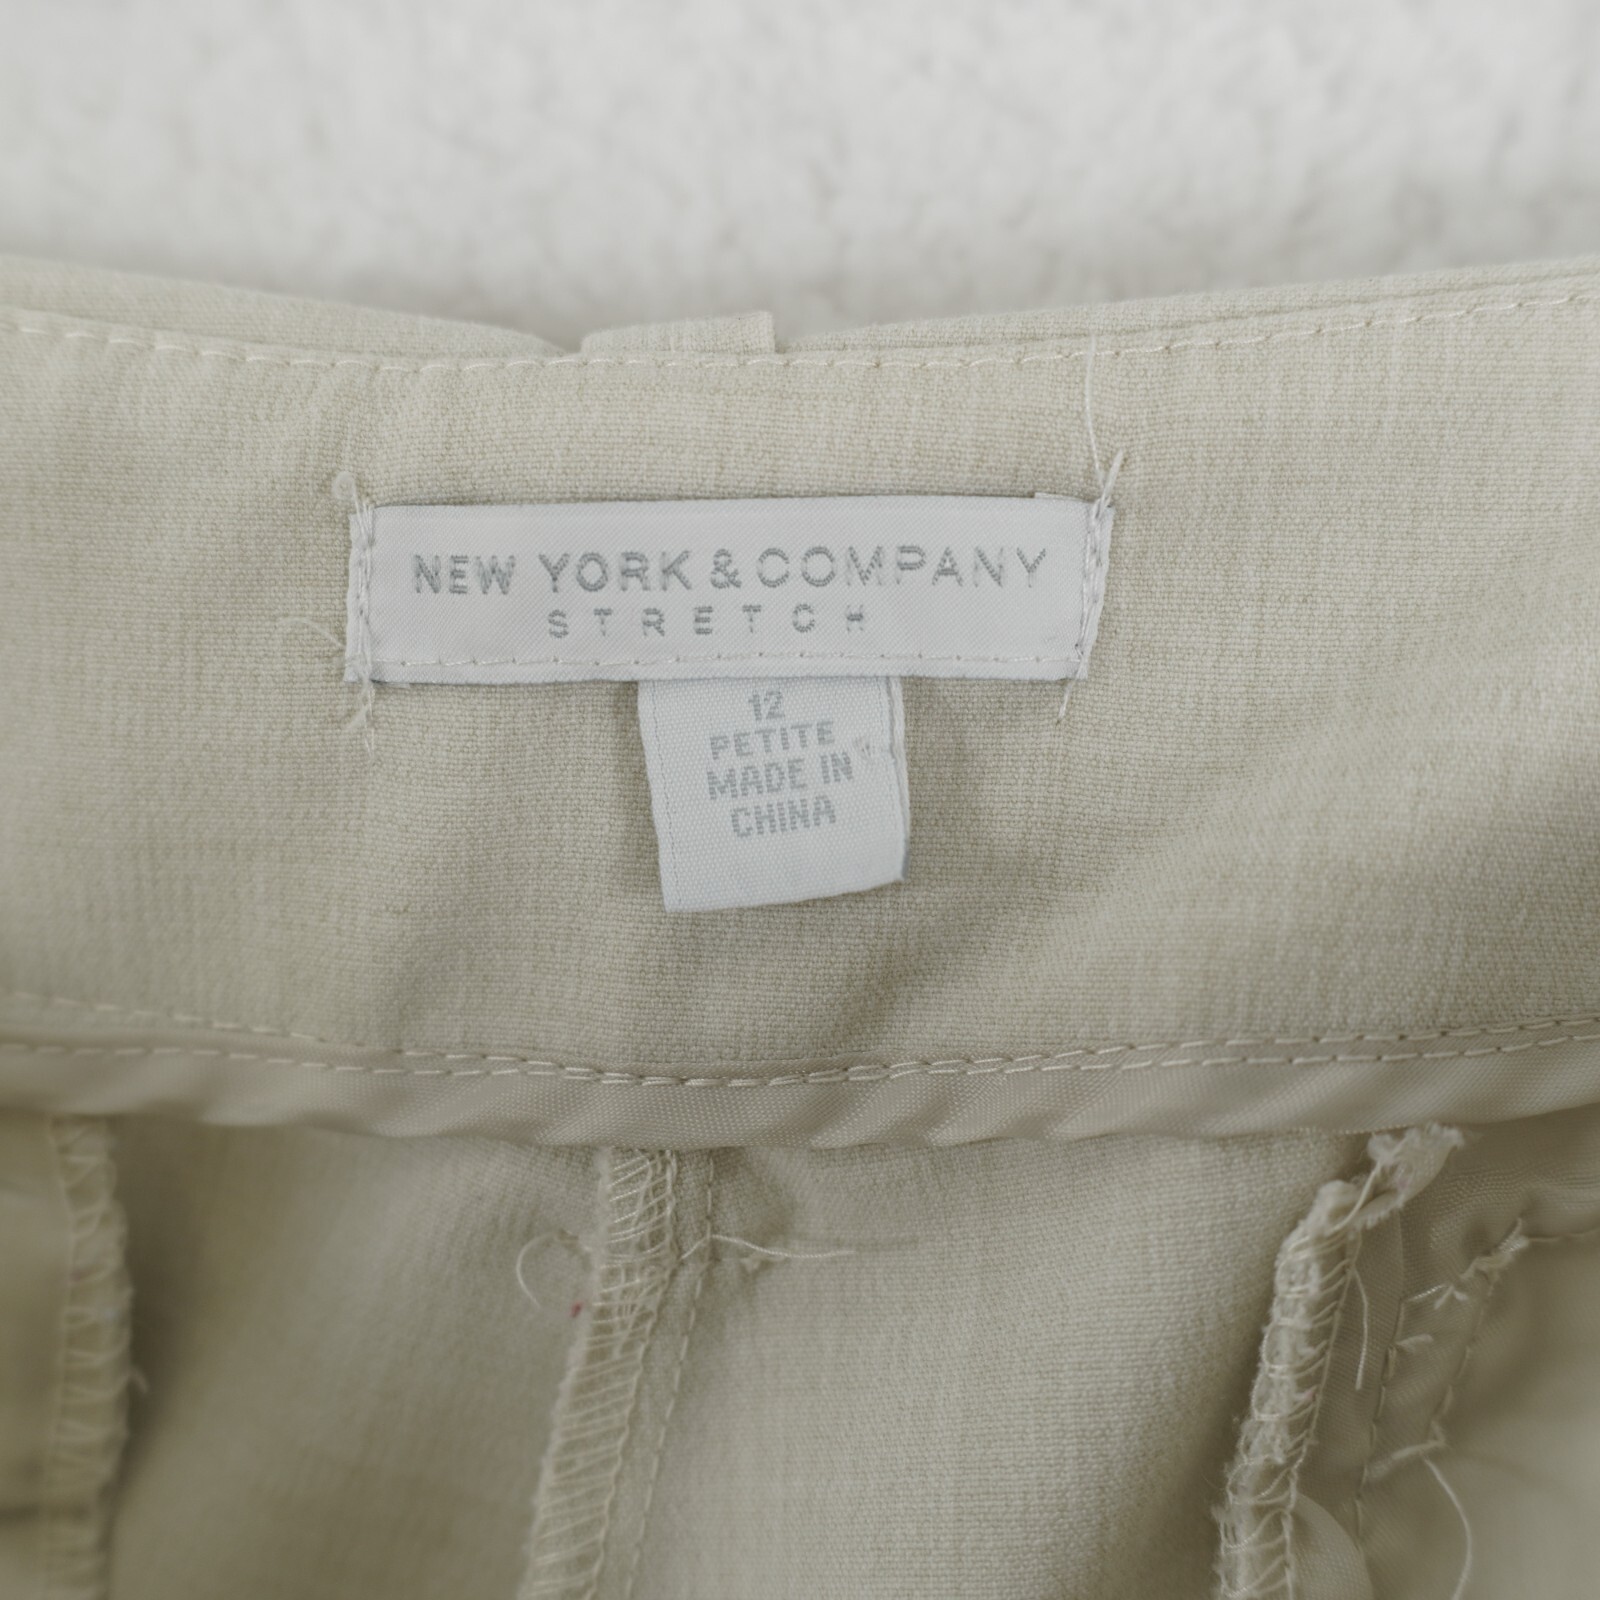 NEW YORK & COMPANY
STRETCH
12
PETITE
MADE IN
CHINA